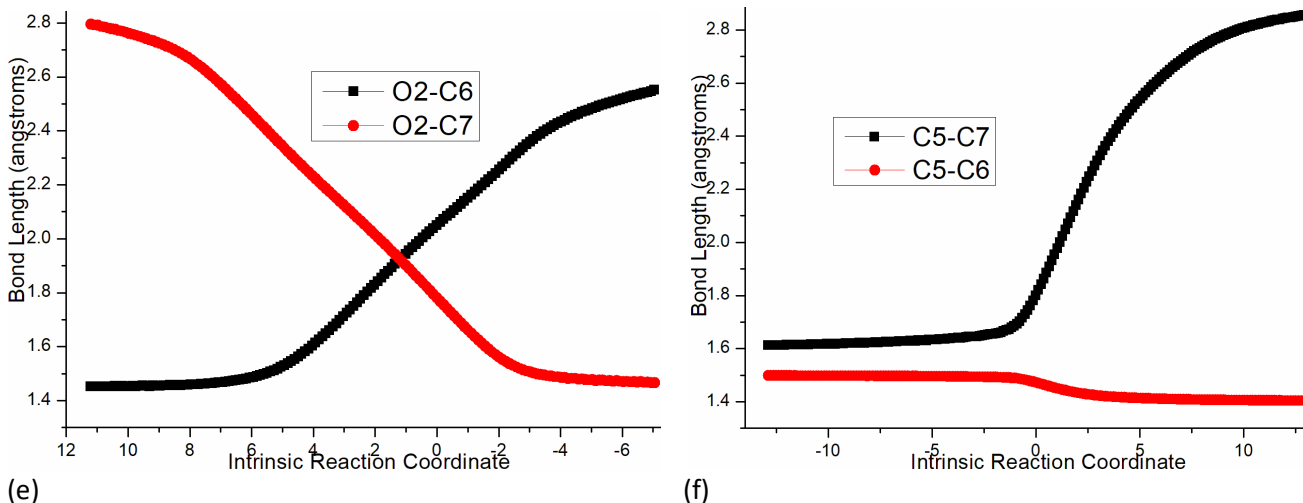 Bond Length (angstroms)
2.8
2.6
2.4
2.2
2.0
1.8
1.6
1.4
O2-C6
O2-C7
12 10 8 6 4 2 0 -2 -4 -6
Intrinsic Reaction Coordinate
(e)
Bond Length (angstroms)
2.8
2.6
2.4
2.2
2.0
1.8
1.6
1.4
C5-C7
C5-C6
-10 -5 0 5 10
Intrinsic Reaction Coordinate
(f)